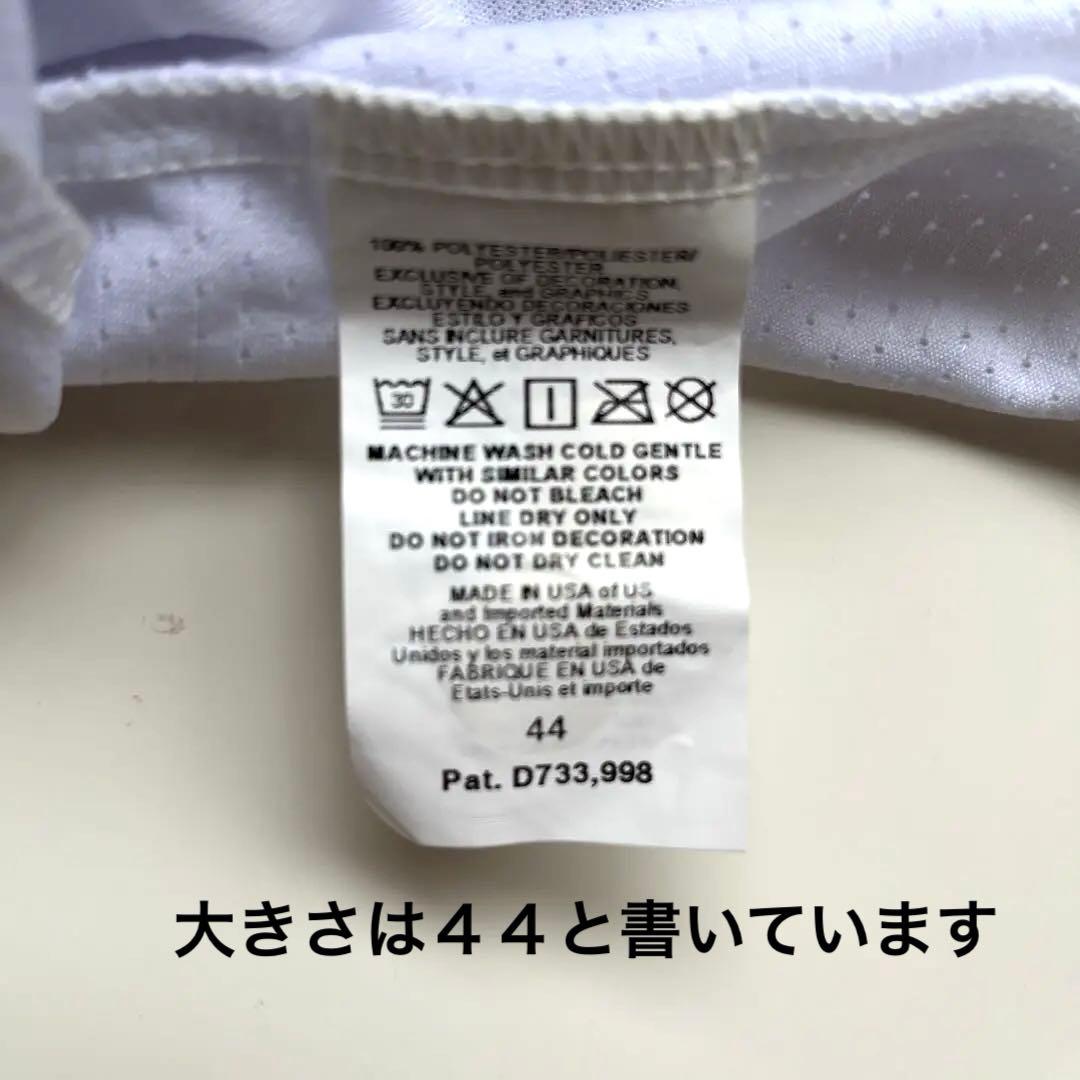 100% POLYESTER/POLIESTER/
POLYESTER
EXCLUSIVE OF DECORATION,
STYLE, and GRAPHICS
EXCLUYENDO DECORACIONES
ESTILO Y GRAFICOS
SANS INCLURE GARNITURES,
STYLE, et GRAPHIQUES
30
MACHINE WASH COLD GENTLE
WITH SIMILAR COLORS
DO NOT BLEACH
LINE DRY ONLY
DO NOT IRON DECORATION
DO NOT DRY CLEAN
MADE IN USA of US
and Imported Materials
HECHO EN USA de Estados
Unidos y los material importados
FABRIQUE EN USA de
Etats-Unis et importe
44
Pat. D733,998
大きさは４４と書いています